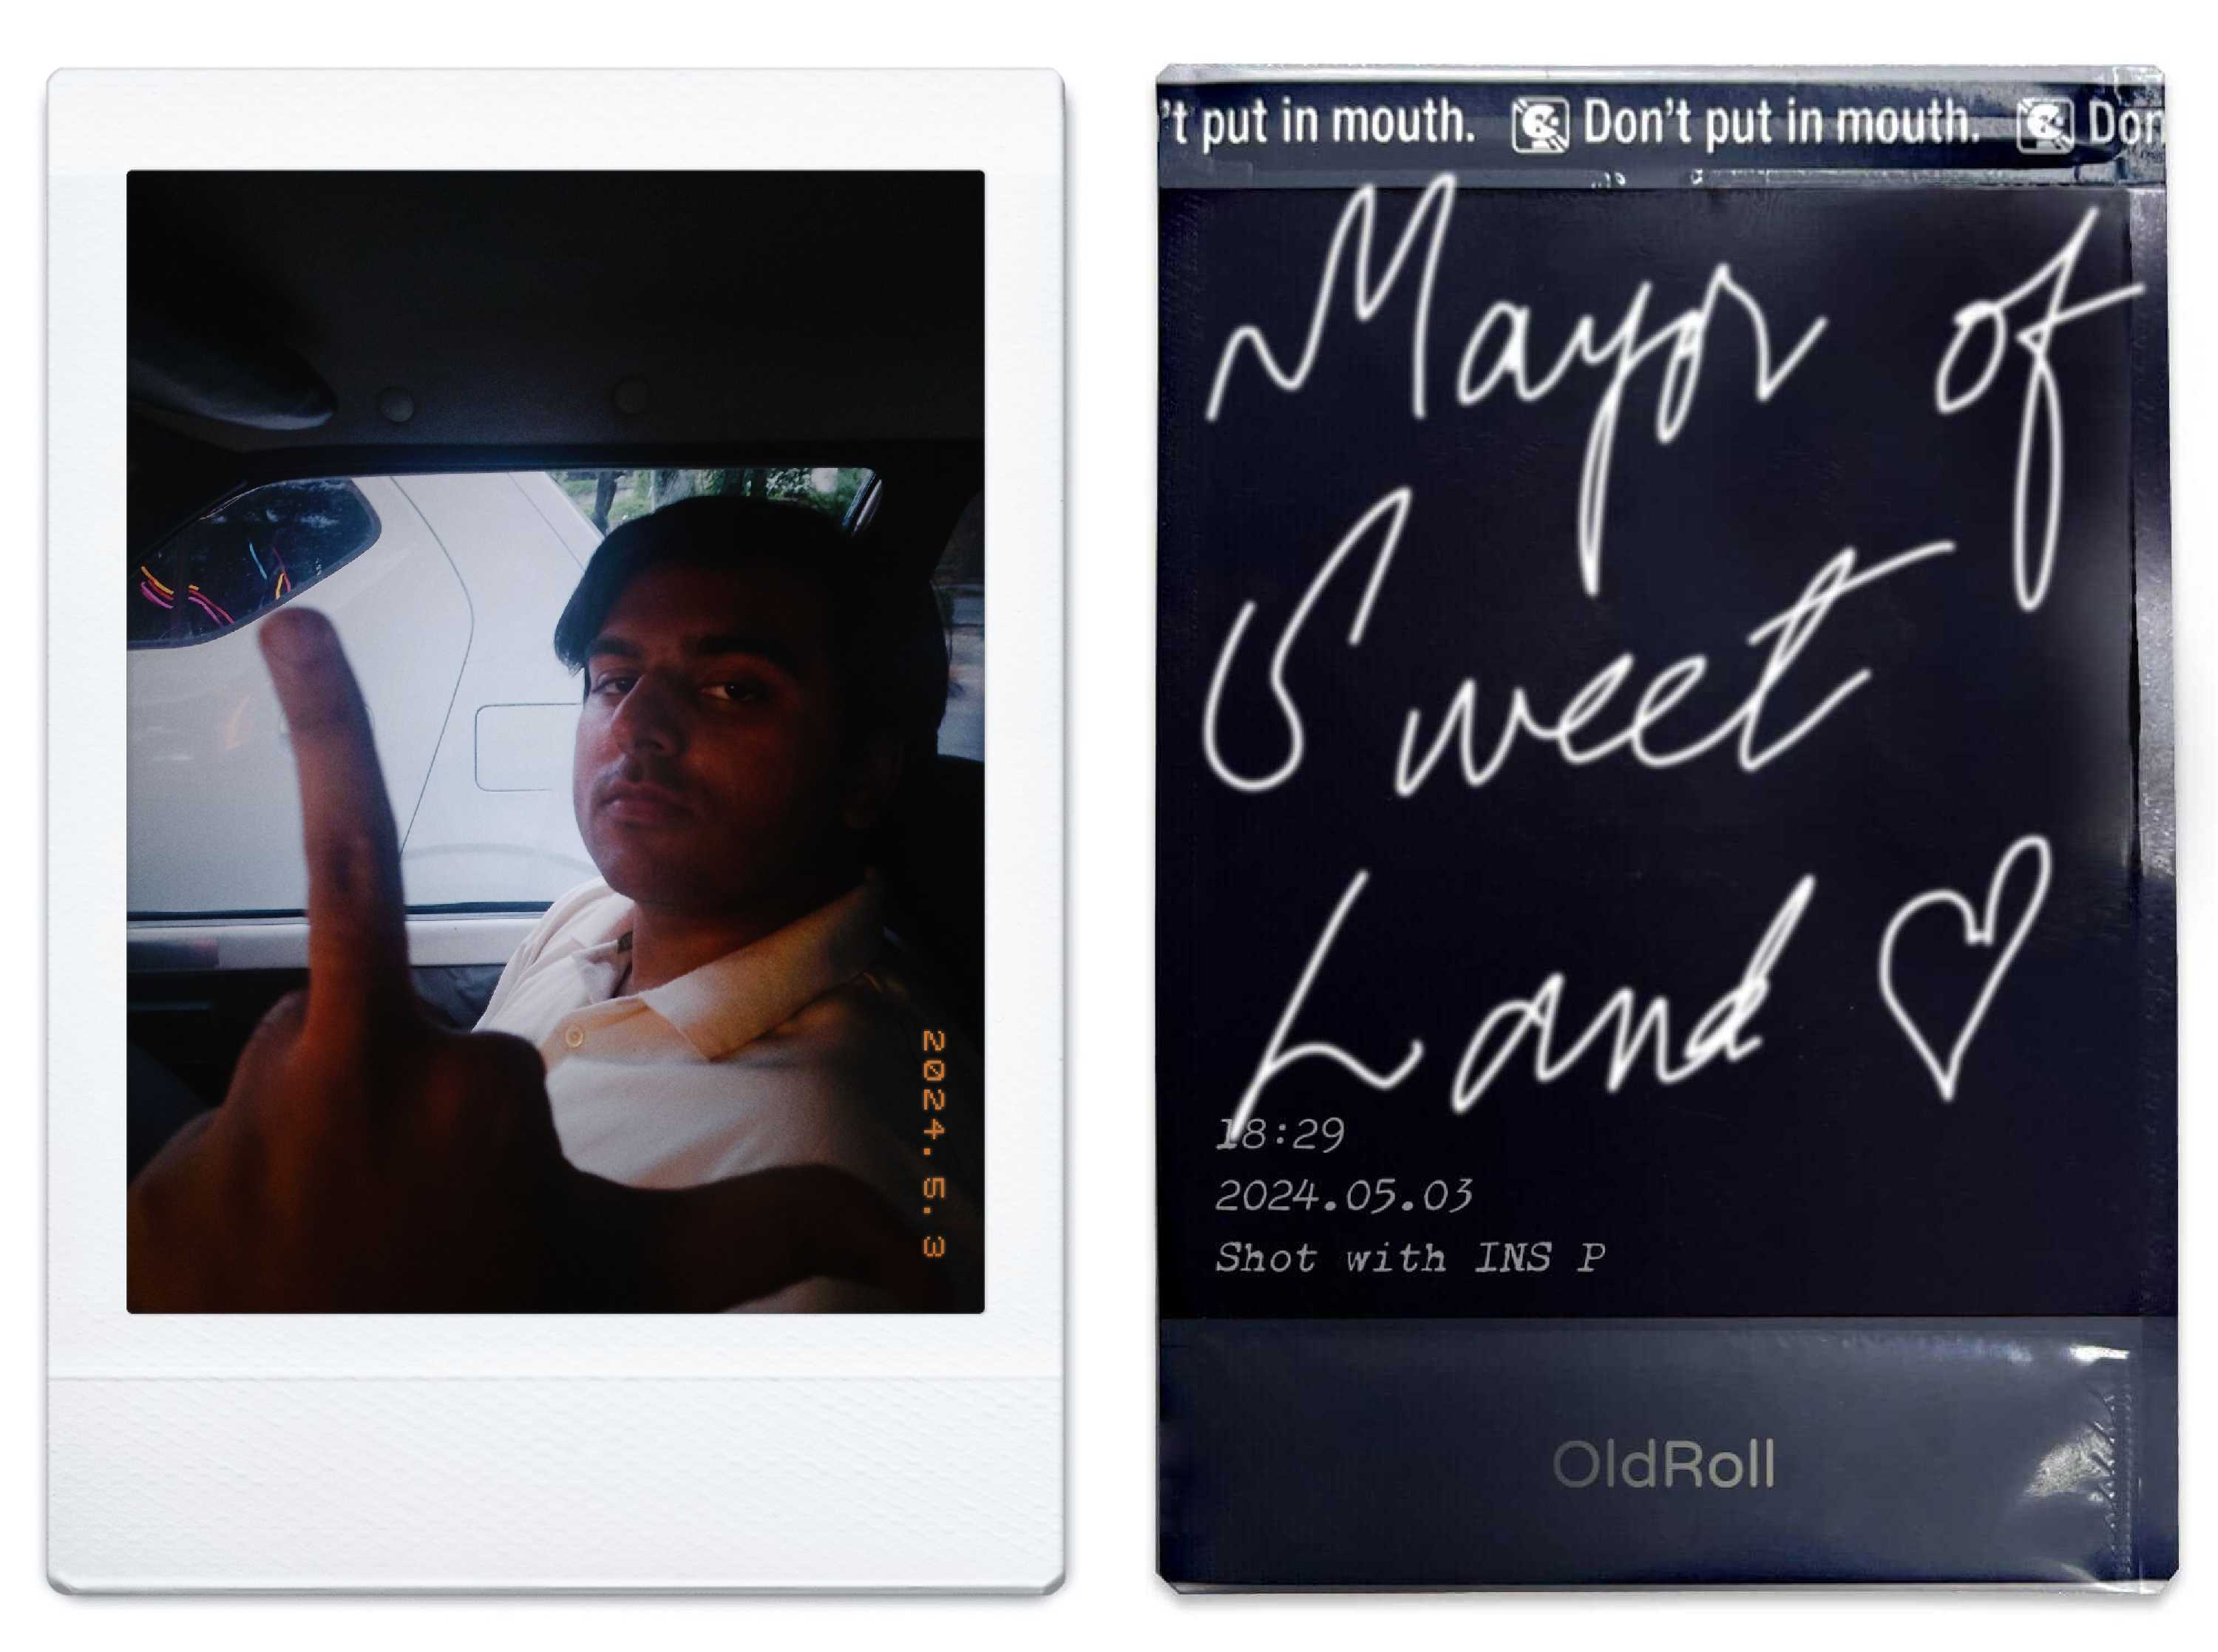 2024. 5. 3
't put in mouth. Don't put in mouth. Don
Mayor of
Sweet
Land
18:29
2024.05.03
Shot with INS P
OldRoll